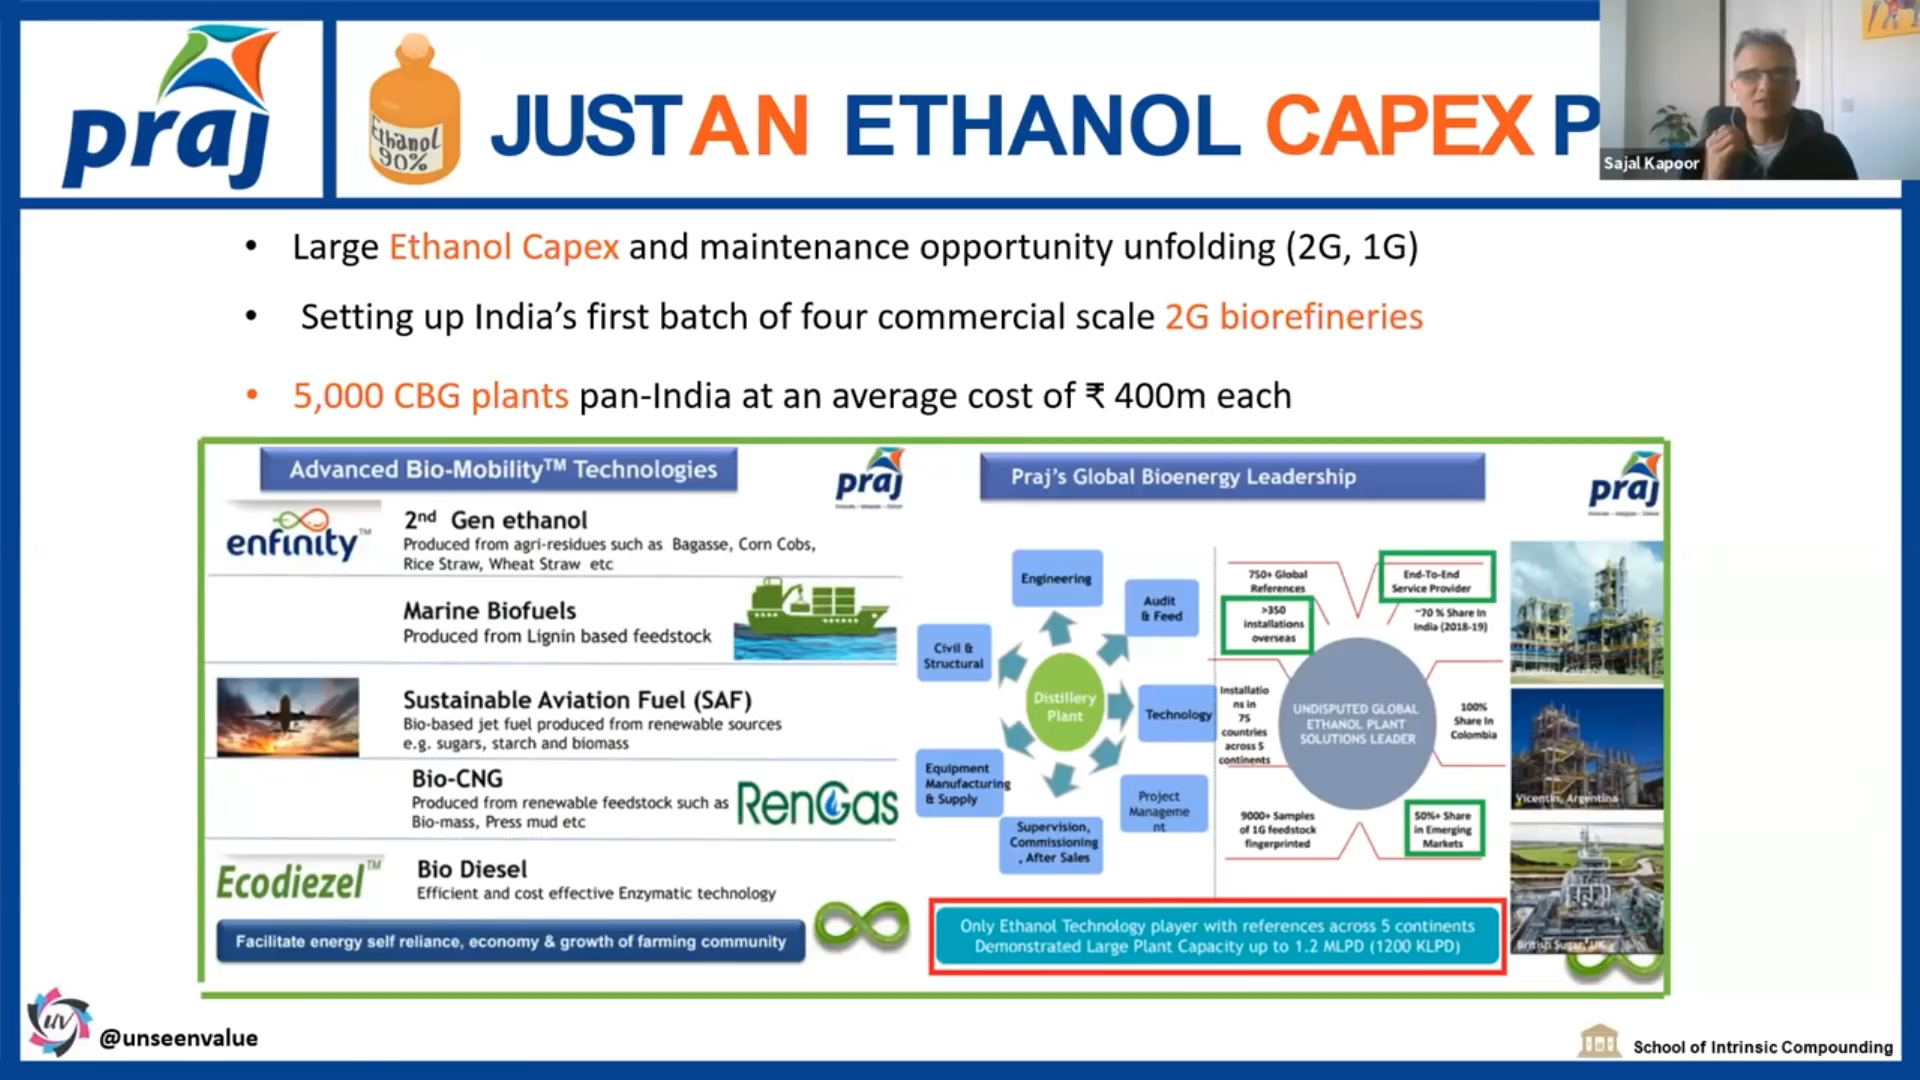 praj
Ethanol
90%
JUST AN ETHANOL CAPEX P
Sajal Kapoor
• Large Ethanol Capex and maintenance opportunity unfolding (2G, 1G)
• Setting up India's first batch of four commercial scale 2G biorefineries
• 5,000 CBG plants pan-India at an average cost of ₹ 400m each
Advanced Bio-Mobility™ Technologies
praj
enfinity™
2nd Gen ethanol
Produced from agri-residues such as Bagasse, Corn Cobs,
Rice Straw, Wheat Straw etc
Marine Biofuels
Produced from Lignin based feedstock
Sustainable Aviation Fuel (SAF)
Bio-based jet fuel produced from renewable sources
e.g. sugars, starch and biomass
Bio-CNG
Produced from renewable feedstock such as
Bio-mass, Press mud etc
RenGas
Ecodiezel™
Bio Diesel
Efficient and cost effective Enzymatic technology
Facilitate energy self reliance, economy & growth of farming community
Praj's Global Bioenergy Leadership
praj
Engineering
Audit
& Feed
Civil &
Structural
Distillery
Plant
Technology
Equipment
Manufacturing
& Supply
Project
Manageme
nt
Supervision,
Commissioning
, After Sales
750+ Global
References
>350
installations
overseas
End-To-End
Service Provider
~70 % Share In
India (2018-19)
Installatio
ns in
75
countries
across 5
continents
UNDISPUTED GLOBAL
ETHANOL PLANT
SOLUTIONS LEADER
100%
Share In
Colombia
9000+ Samples
of 1G feedstock
fingerprinted
50%+ Share
in Emerging
Markets
Vicentin, Argentina
British Sugar, UK
Only Ethanol Technology player with references across 5 continents
Demonstrated Large Plant Capacity up to 1.2 MLPD (1200 KLPD)
UV
@unseenvalue
School of Intrinsic Compounding